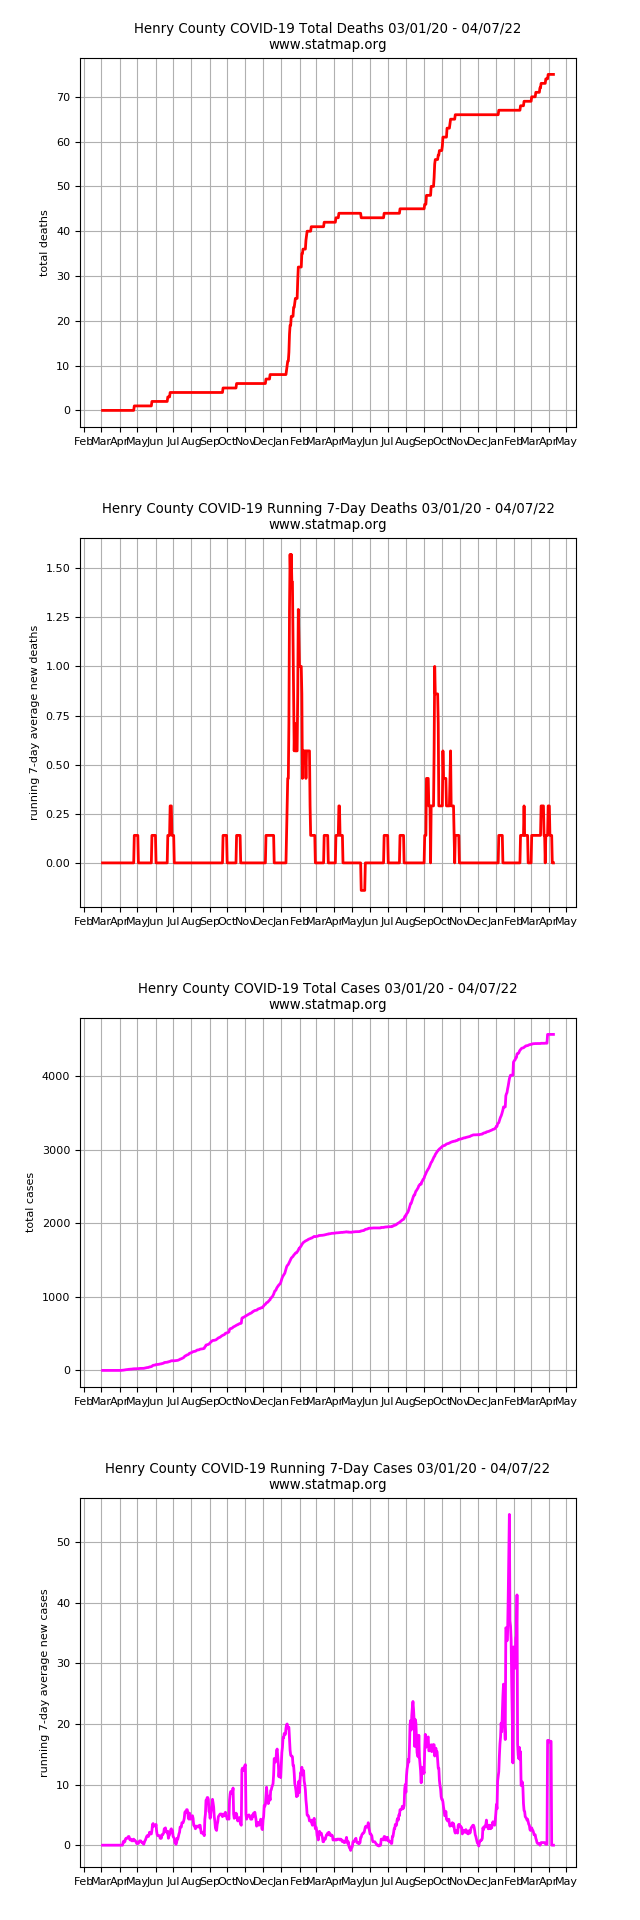 Henry County COVID-19 Total Deaths 03/01/20 - 04/07/22
www.statmap.org
70
60
50
40
30
20
10
0
total deaths
Feb Mar Apr May Jun Jul Aug Sep Oct Nov Dec Jan Feb Mar Apr May Jun Jul Aug Sep Oct Nov Dec Jan Feb Mar Apr May
Henry County COVID-19 Running 7-Day Deaths 03/01/20 - 04/07/22
www.statmap.org
1.50
1.25
1.00
0.75
0.50
0.25
0.00
running 7-day average new deaths
Feb Mar Apr May Jun Jul Aug Sep Oct Nov Dec Jan Feb Mar Apr May Jun Jul Aug Sep Oct Nov Dec Jan Feb Mar Apr May
Henry County COVID-19 Total Cases 03/01/20 - 04/07/22
www.statmap.org
4000
3000
2000
1000
0
total cases
Feb Mar Apr May Jun Jul Aug Sep Oct Nov Dec Jan Feb Mar Apr May Jun Jul Aug Sep Oct Nov Dec Jan Feb Mar Apr May
Henry County COVID-19 Running 7-Day Cases 03/01/20 - 04/07/22
www.statmap.org
50
40
30
20
10
0
running 7-day average new cases
Feb Mar Apr May Jun Jul Aug Sep Oct Nov Dec Jan Feb Mar Apr May Jun Jul Aug Sep Oct Nov Dec Jan Feb Mar Apr May